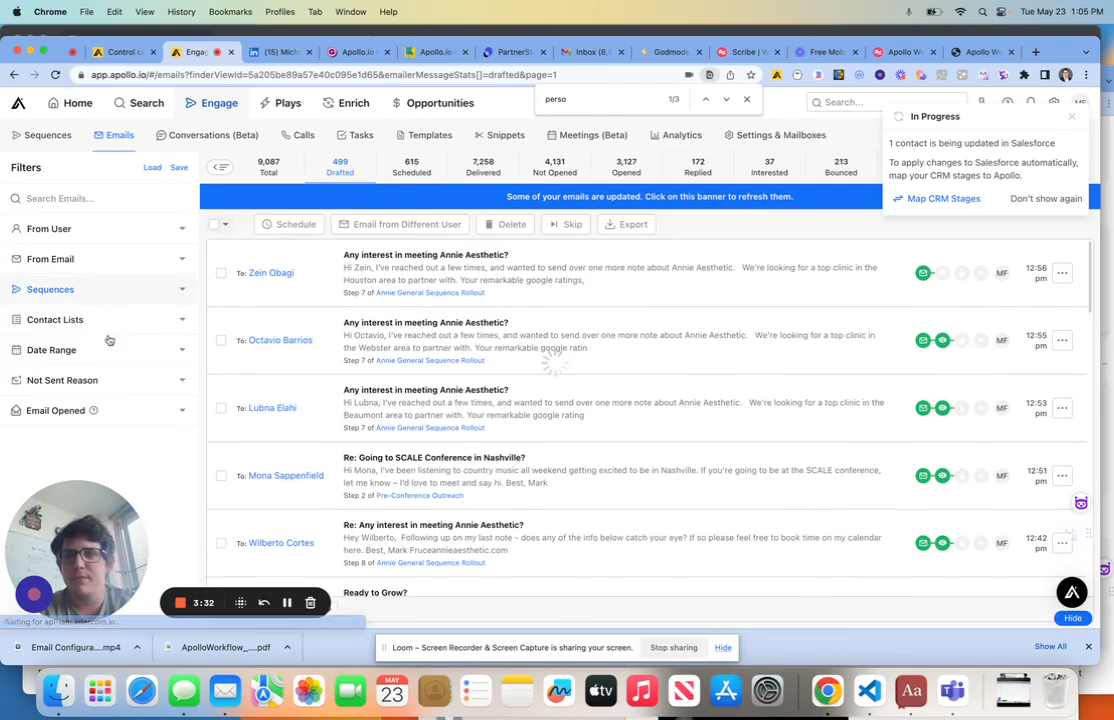 Chrome File Edit View History Bookmarks Profiles Tab Window Help Tue May 23 1:05 PM
Control c Engag (15) Mich Apollo.io Apollo.io PartnerSt Inbox (8, Godmode Scribe | W Free Mob Apollo Wo Apollo Wo
app.apollo.io/#/emails?finderViewId=5a205be89a57e40c095e1d65&emailerMessageStats[]=drafted&page=1
perso 1/3
Home Search Engage Plays Enrich Opportunities Search...
Sequences Emails Conversations (Beta) Calls Tasks Templates Snippets Meetings (Beta) Analytics Settings & Mailboxes
In Progress
1 contact is being updated in Salesforce
To apply changes to Salesforce automatically,
map your CRM stages to Apollo.
Map CRM Stages Don't show again
Filters Load Save
9,087 499 615 7,258 4,131 3,127 172 37 213
Total Drafted Scheduled Delivered Not Opened Opened Replied Interested Bounced
Some of your emails are updated. Click on this banner to refresh them.
Search Emails...
From User
From Email
Sequences
Contact Lists
Date Range
Not Sent Reason
Email Opened
Schedule Email from Different User Delete Skip Export
Any interest in meeting Annie Aesthetic?
To: Zein Obagi Hi Zein, I've reached out a few times, and wanted to send over one more note about Annie Aesthetic. We're looking for a top clinic in the MF 12:56
Houston area to partner with. Your remarkable google ratings, pm
Step 7 of Annie General Sequence Rollout
Any interest in meeting Annie Aesthetic?
To: Octavio Barrios Hi Octavio, I've reached out a few times, and wanted to send over one more note about Annie Aesthetic. We're looking for a top clinic in MF 12:55
the Webster area to partner with. Your remarkable google ratin pm
Step 7 of Annie General Sequence Rollout
Any interest in meeting Annie Aesthetic?
To: Lubna Elahi Hi Lubna, I've reached out a few times, and wanted to send over one more note about Annie Aesthetic. We're looking for a top clinic in the MF 12:53
Beaumont area to partner with. Your remarkable google rating pm
Step 7 of Annie General Sequence Rollout
Re: Going to SCALE Conference in Nashville?
To: Mona Sappenfield Hi Mona, I've been listening to country music all weekend getting excited to be in Nashville. If you're going to be at the SCALE conference, MF 12:51
let me know – I'd love to meet and say hi. Best, Mark pm
Step 2 of Pre-Conference Outreach
Re: Any interest in meeting Annie Aesthetic?
To: Wilberto Cortes Hey Wilberto, Following up on my last note - does any of the info below catch your eye? If so please feel free to book time on my calendar MF 12:42
here. Best, Mark Fruceannieaesthetic.com pm
Step 8 of Annie General Sequence Rollout
Ready to Grow?
3:32
Hide
Email Configura....mp4 ApolloWorkflow_....pdf
Loom – Screen Recorder & Screen Capture is sharing your screen. Stop sharing Hide
Show All
MAY
23
Aa